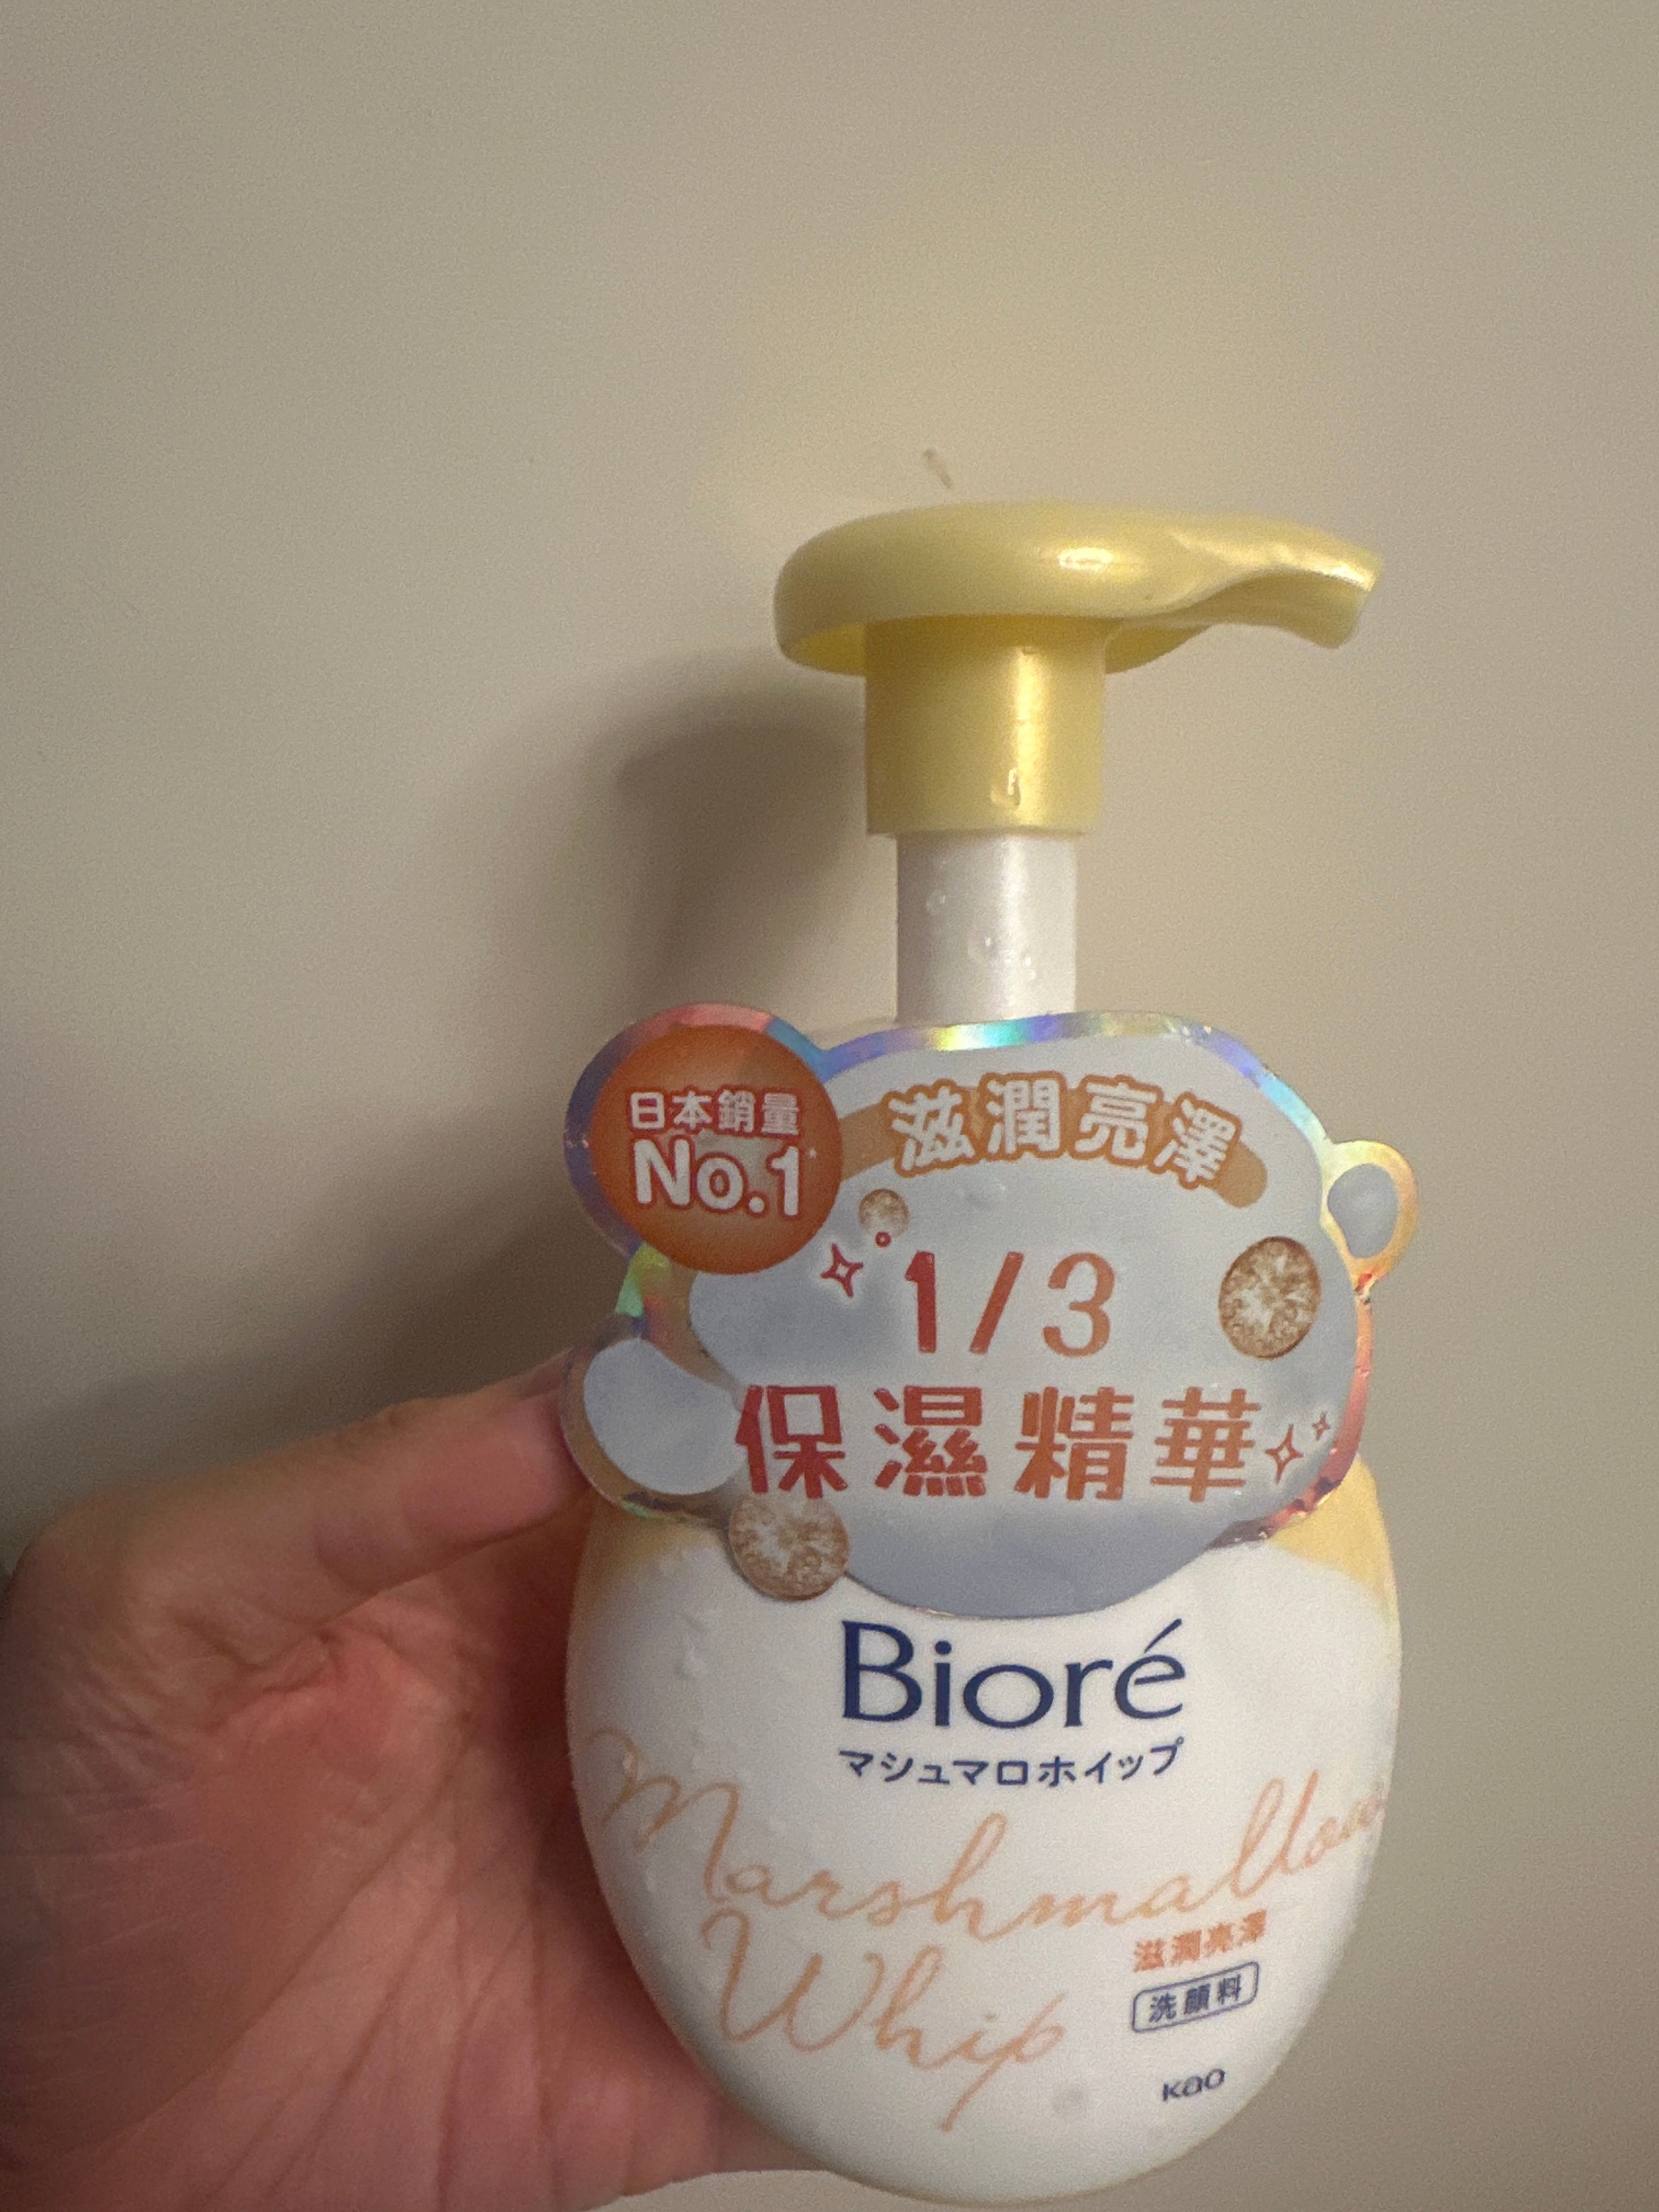 日本銷量
No.1
滋潤亮澤
1/3
保濕精華
Bioré
マシュマロホイップ
Marshmallow
Whip
滋潤亮澤
洗顔料
Kao